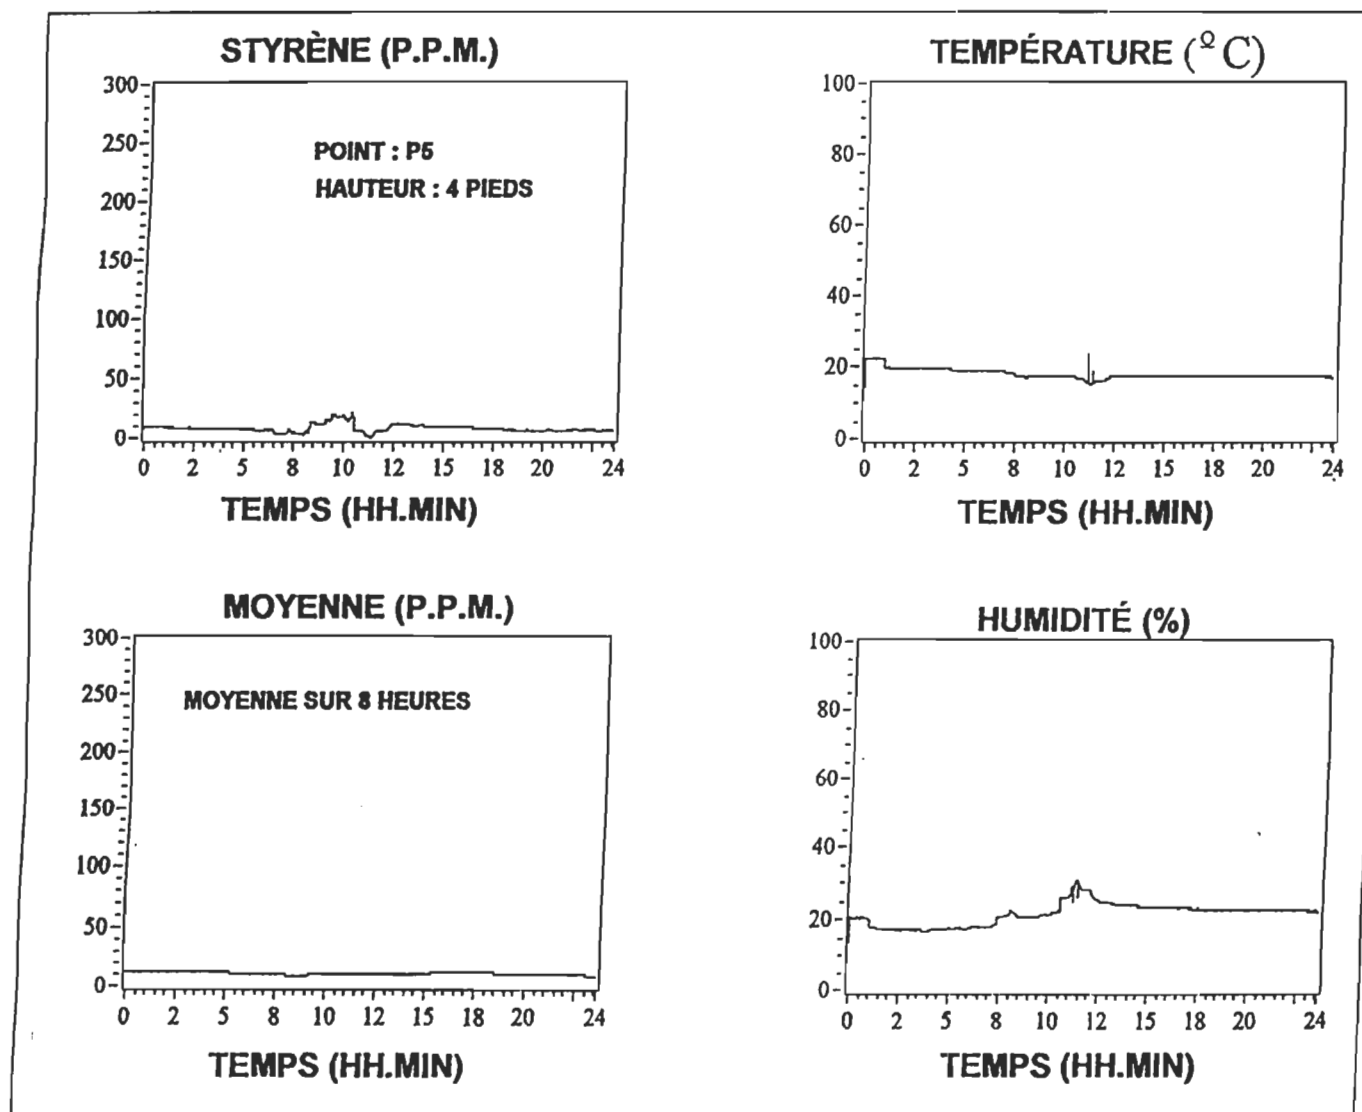 STYRÈNE (P.P.M.)
300
250
200
150
100
50
0
POINT : P5
HAUTEUR : 4 PIEDS
0 2 5 8 10 12 15 18 20 24
TEMPS (HH.MIN)
TEMPÉRATURE (º C)
100
80
60
40
20
0
0 2 5 8 10 12 15 18 20 24
TEMPS (HH.MIN)
MOYENNE (P.P.M.)
300
250
200
150
100
50
0
MOYENNE SUR 8 HEURES
0 2 5 8 10 12 15 18 20 24
TEMPS (HH.MIN)
HUMIDITÉ (%)
100
80
60
40
20
0
0 2 5 8 10 12 15 18 20 24
TEMPS (HH.MIN)